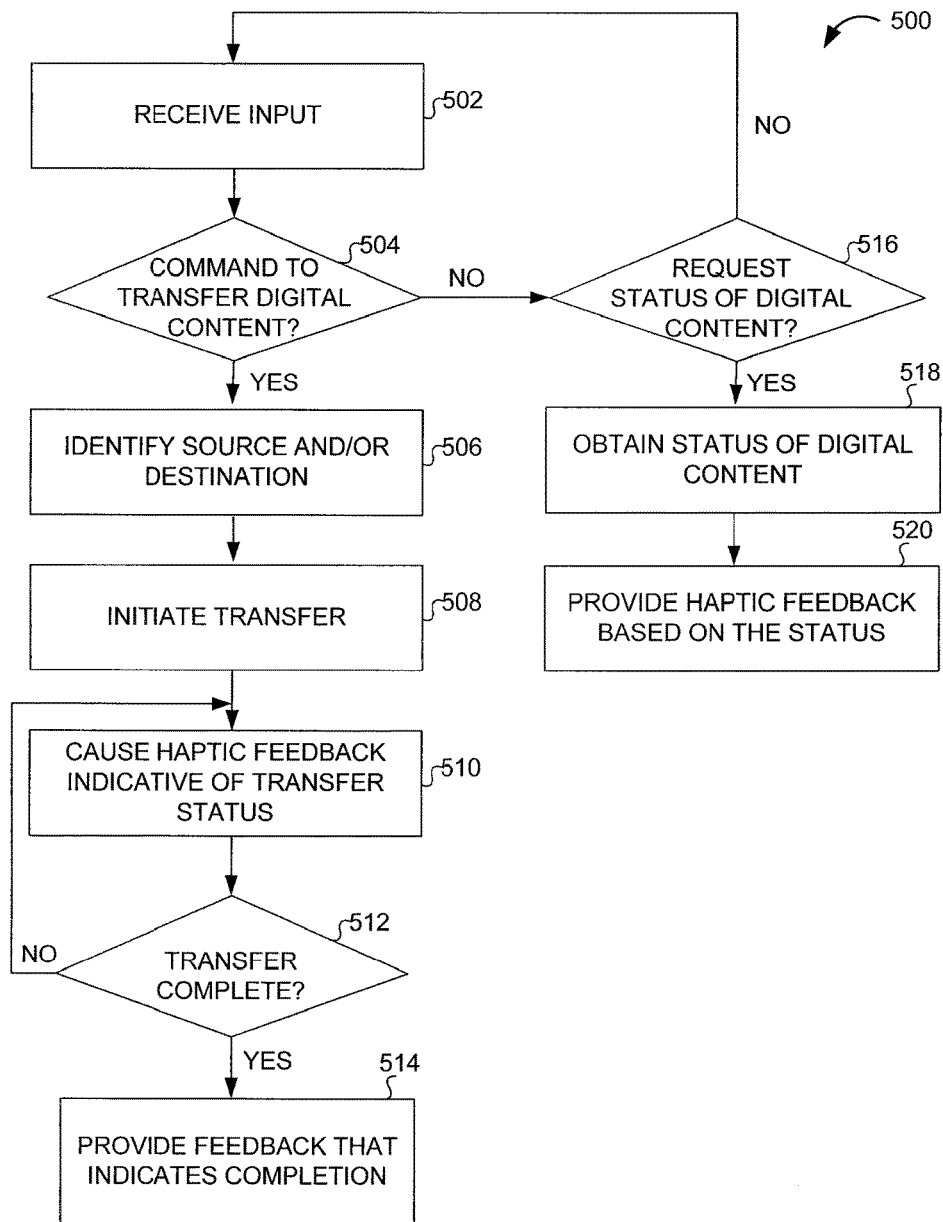 500
RECEIVE INPUT
502
NO
COMMAND TO
TRANSFER DIGITAL
CONTENT?
504
NO
REQUEST
STATUS OF DIGITAL
CONTENT?
516
YES
YES
518
IDENTIFY SOURCE AND/OR
DESTINATION
506
OBTAIN STATUS OF DIGITAL
CONTENT
520
INITIATE TRANSFER
508
PROVIDE HAPTIC FEEDBACK
BASED ON THE STATUS
CAUSE HAPTIC FEEDBACK
INDICATIVE OF TRANSFER
STATUS
510
512
NO
TRANSFER
COMPLETE?
YES
514
PROVIDE FEEDBACK THAT
INDICATES COMPLETION